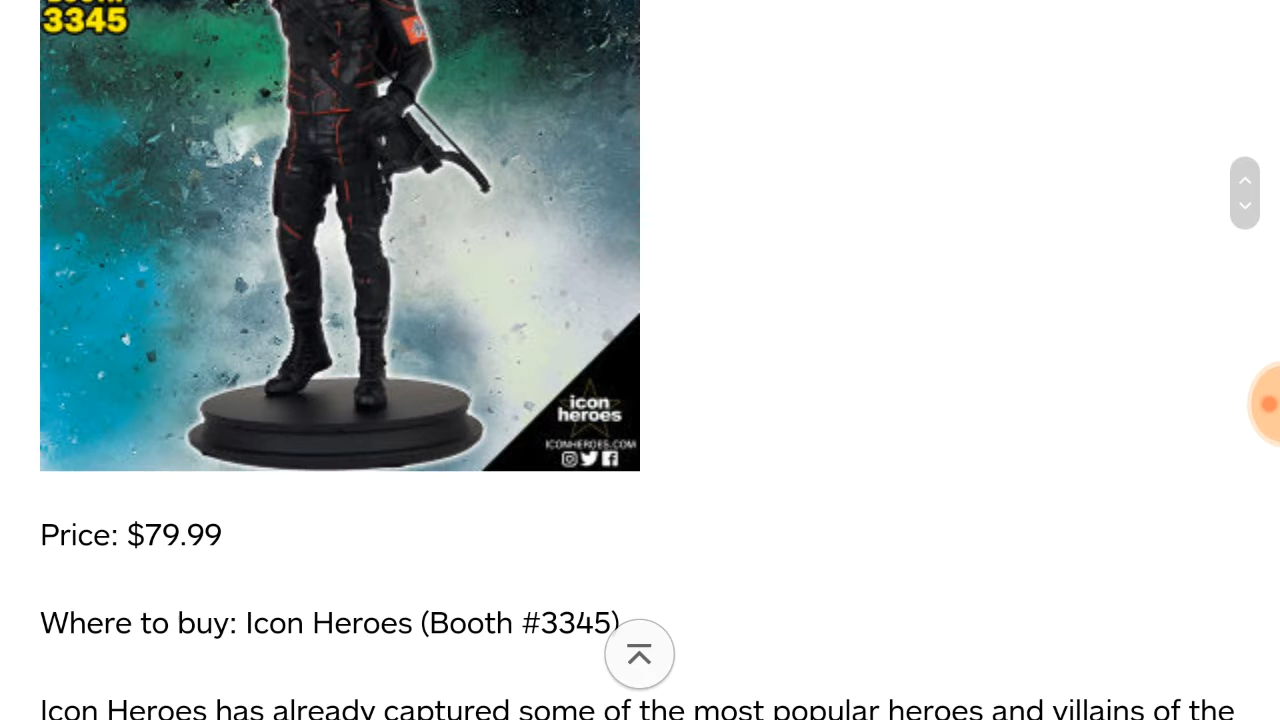 3345
icon
heroes
ICONHEROES.COM
Price: $79.99
Where to buy: Icon Heroes (Booth #3345)
Icon Heroes has already captured some of the most popular heroes and villains of the